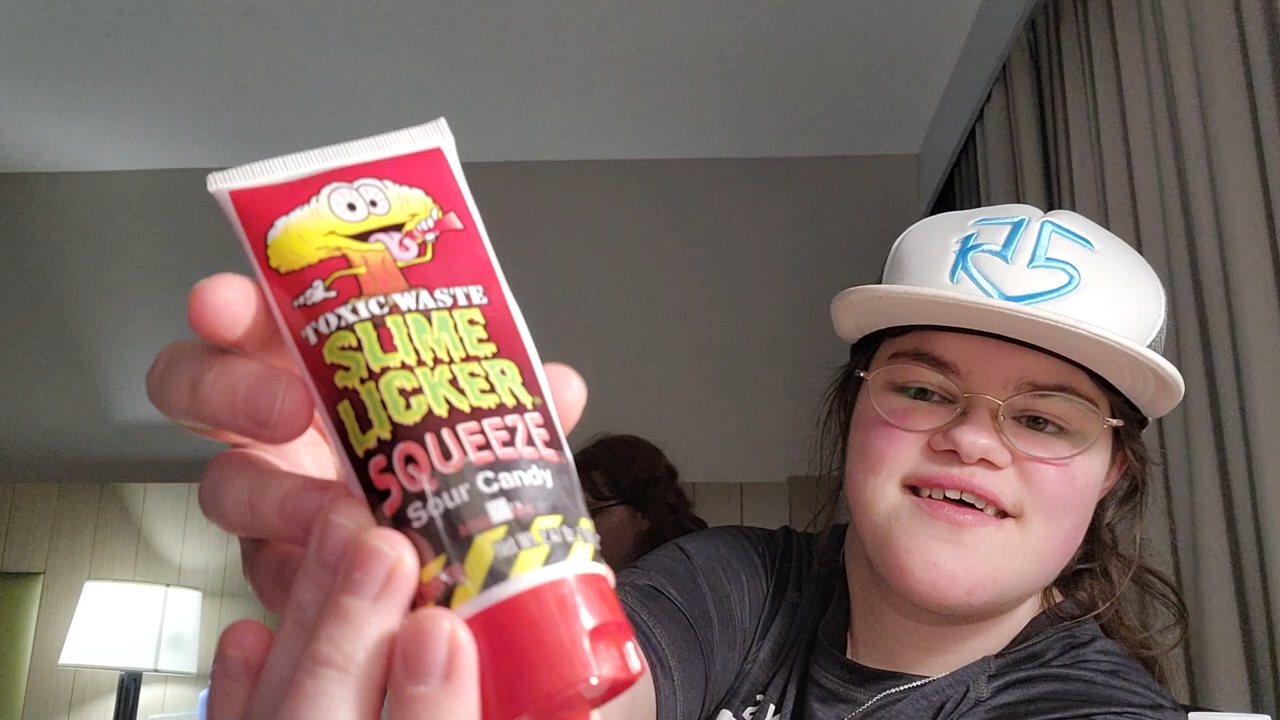 TOXIC WASTE
SLIME
LICKER
SQUEEZE
Sour Candy
R5